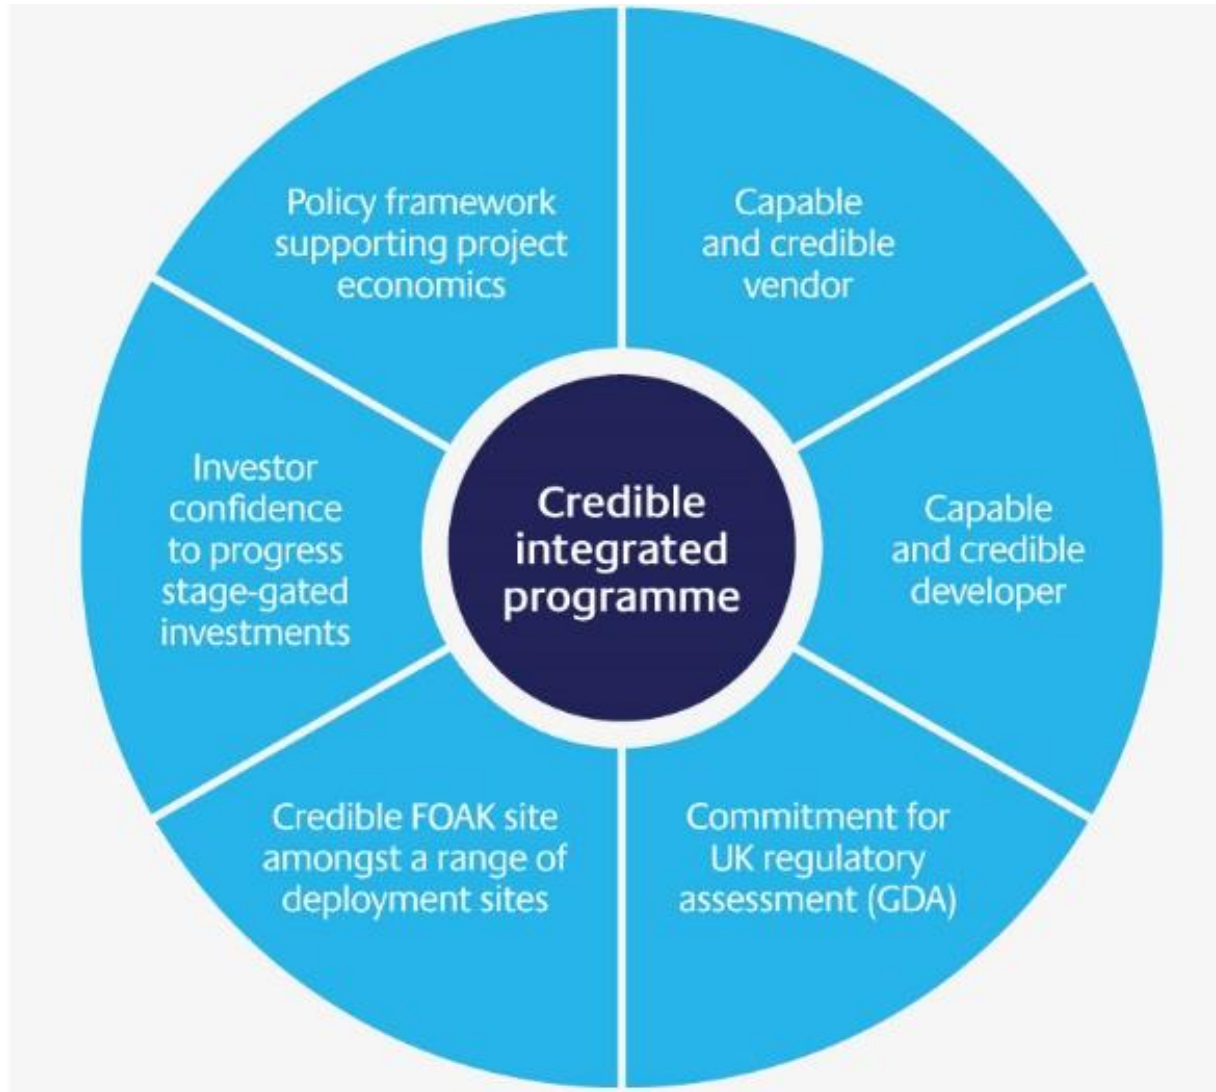 Policy framework
supporting project
economics
Capable
and credible
vendor
Investor
confidence
to progress
stage-gated
investments
Credible
integrated
programme
Capable
and credible
developer
Credible FOAK site
amongst a range of
deployment sites
Commitment for
UK regulatory
assessment (GDA)